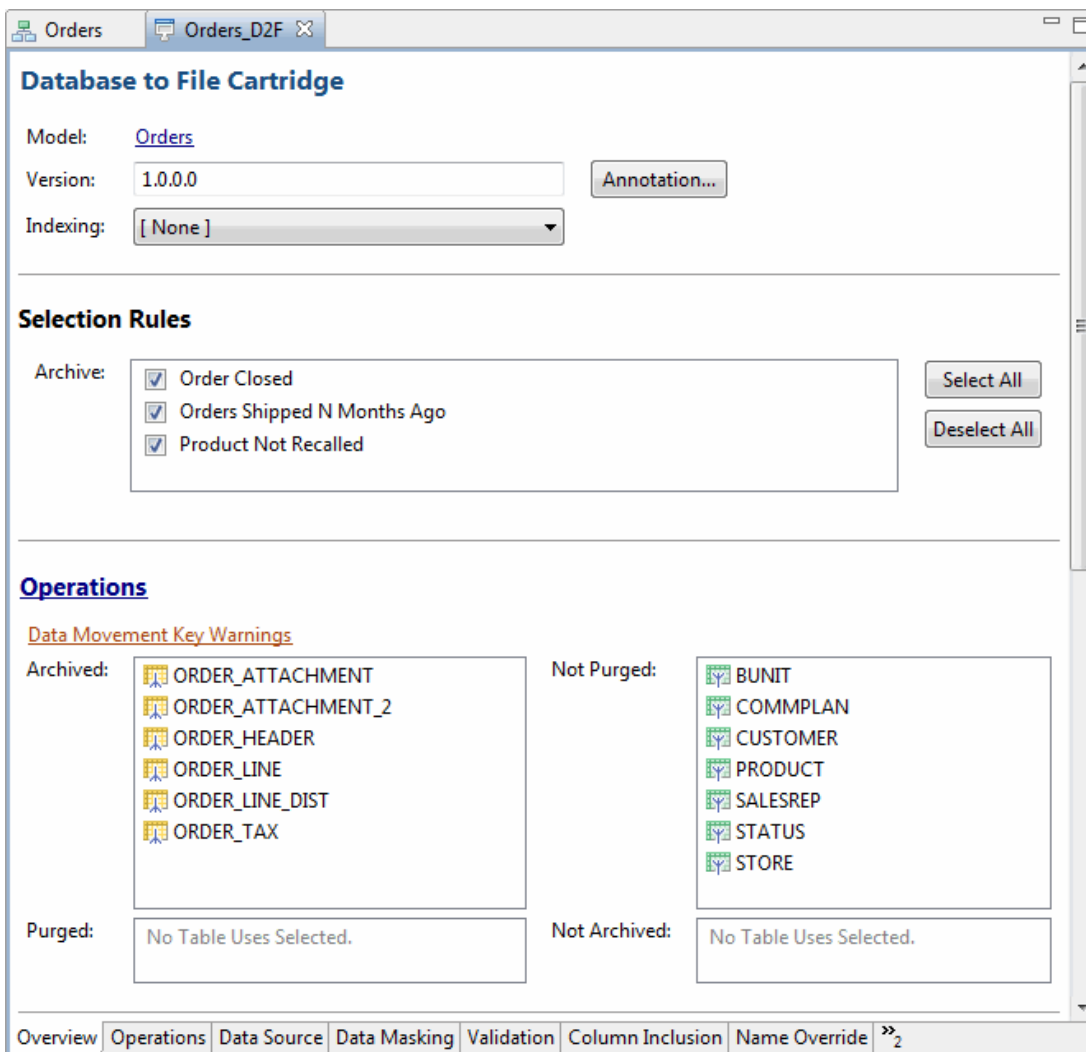 Orders Orders_D2F
Database to File Cartridge
Model: Orders
Version: 1.0.0.0 Annotation...
Indexing: [ None ]
Selection Rules
Archive: Order Closed Select All
Orders Shipped N Months Ago
Product Not Recalled Deselect All
Operations
Data Movement Key Warnings
Archived: ORDER_ATTACHMENT Not Purged: BUNIT
ORDER_ATTACHMENT_2 COMMPLAN
ORDER_HEADER CUSTOMER
ORDER_LINE PRODUCT
ORDER_LINE_DIST SALESREP
ORDER_TAX STATUS
STORE
Purged: No Table Uses Selected. Not Archived: No Table Uses Selected.
Overview Operations Data Source Data Masking Validation Column Inclusion Name Override »2